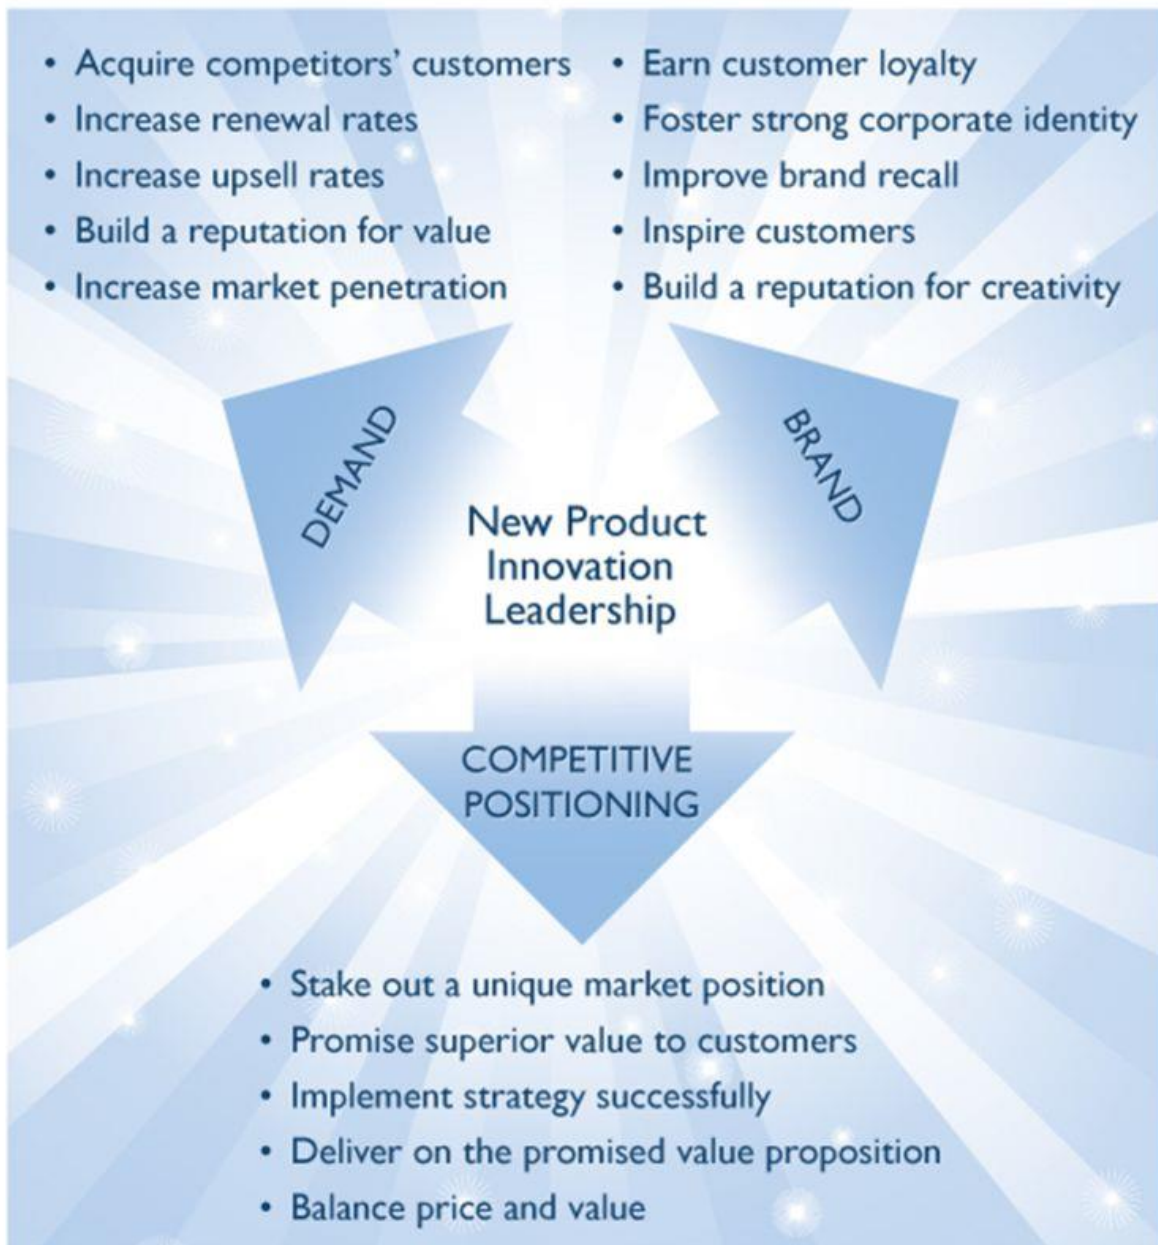 • Acquire competitors' customers
• Increase renewal rates
• Increase upsell rates
• Build a reputation for value
• Increase market penetration
• Earn customer loyalty
• Foster strong corporate identity
• Improve brand recall
• Inspire customers
• Build a reputation for creativity
DEMAND
BRAND
New Product
Innovation
Leadership
COMPETITIVE
POSITIONING
• Stake out a unique market position
• Promise superior value to customers
• Implement strategy successfully
• Deliver on the promised value proposition
• Balance price and value